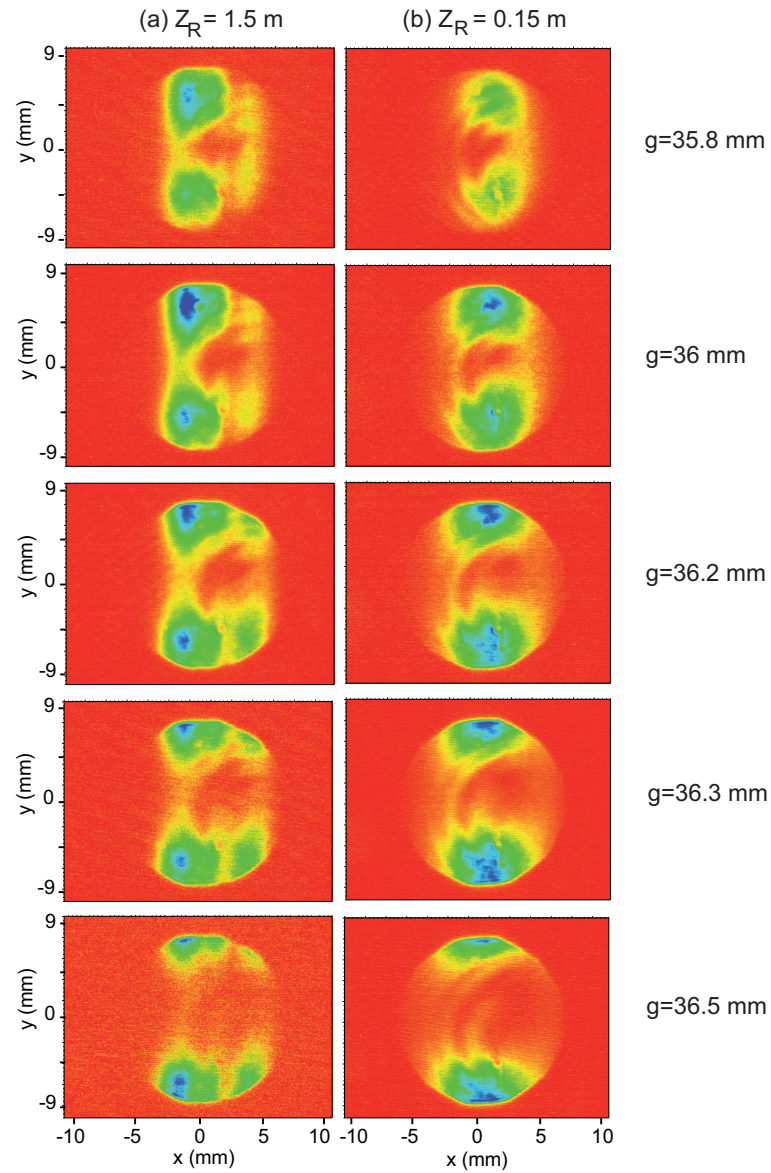 (a) Z_R = 1.5 m (b) Z_R = 0.15 m
9
0
-9
y (mm)
g=35.8 mm
9
0
-9
y (mm)
g=36 mm
9
0
-9
y (mm)
g=36.2 mm
9
0
-9
y (mm)
g=36.3 mm
9
0
-9
y (mm)
g=36.5 mm
-10 -5 0 5 10 -10 -5 0 5 10
x (mm) x (mm)